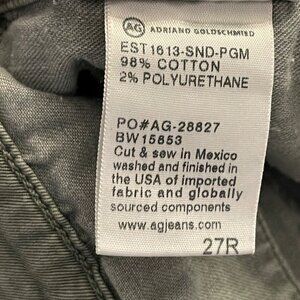 AG ADRIANO GOLDSCHMIED
EST1613-SND-PGM
98% COTTON
2% POLYURETHANE
PO#AG-28827
BW15853
Cut & sew in Mexico
washed and finished in
the USA of imported
fabric and globally
sourced components
www.agjeans.com
27R